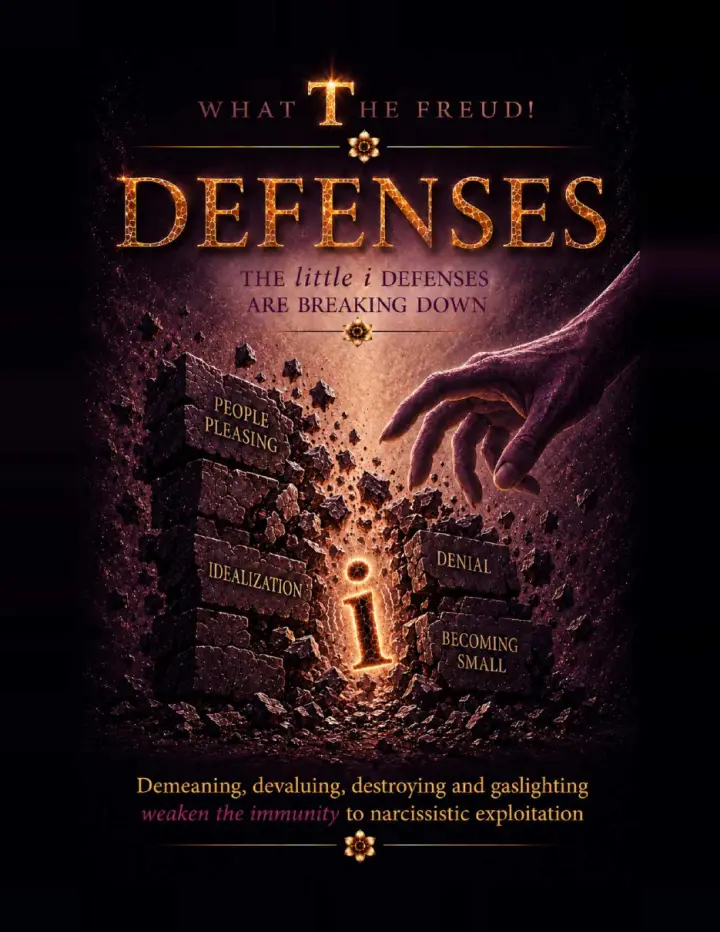 WHAT THE FREUD!
DEFENSES
THE little i DEFENSES
ARE BREAKING DOWN
PEOPLE
PLEASING
IDEALIZATION
i
DENIAL
BECOMING
SMALL
Demeaning, devaluing, destroying and gaslighting
weaken the immunity to narcissistic exploitation